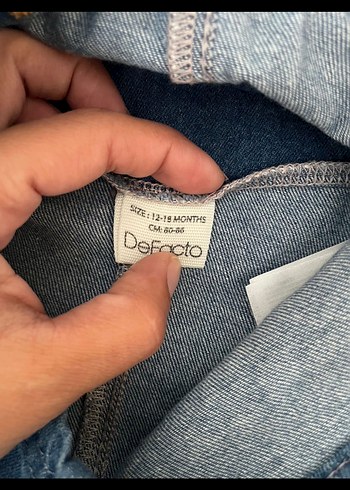 SIZE : 12-18 MONTHS
CM: 80-86
DeFacto